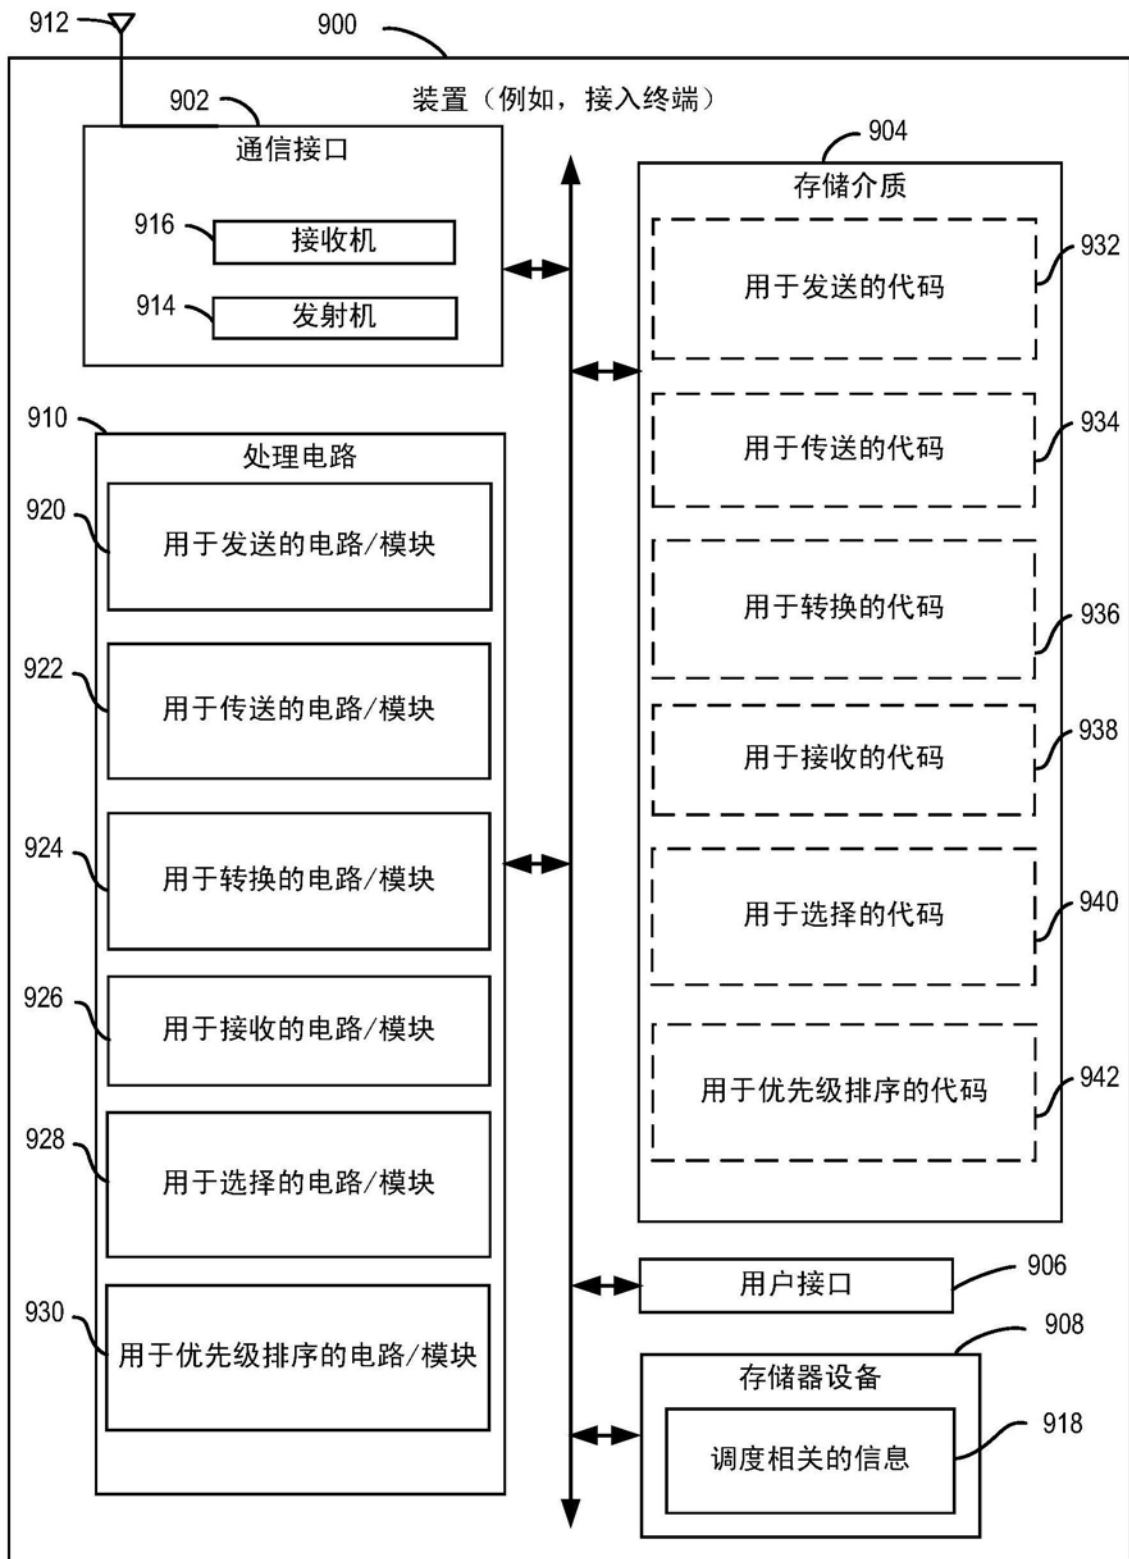 912
900
装置（例如，接入终端）
902
通信接口
916
接收机
914
发射机
904
存储介质
932
用于发送的代码
934
用于传送的代码
936
用于转换的代码
938
用于接收的代码
940
用于选择的代码
942
用于优先级排序的代码
910
处理电路
920
用于发送的电路/模块
922
用于传送的电路/模块
924
用于转换的电路/模块
926
用于接收的电路/模块
928
用于选择的电路/模块
930
用于优先级排序的电路/模块
906
用户接口
908
存储器设备
918
调度相关的信息